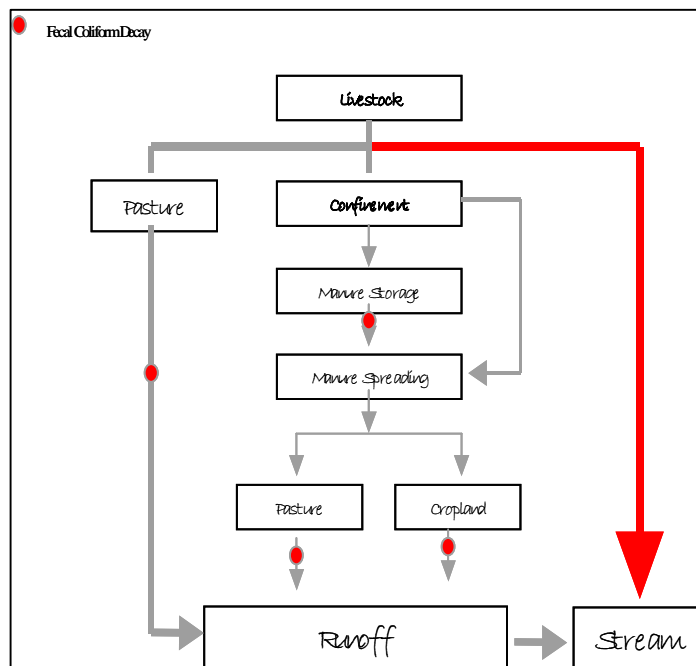 Fecal Coliform Decay
Livestock
Pasture
Confinement
Manure Storage
Manure Spreading
Pasture
Cropland
Runoff
Stream